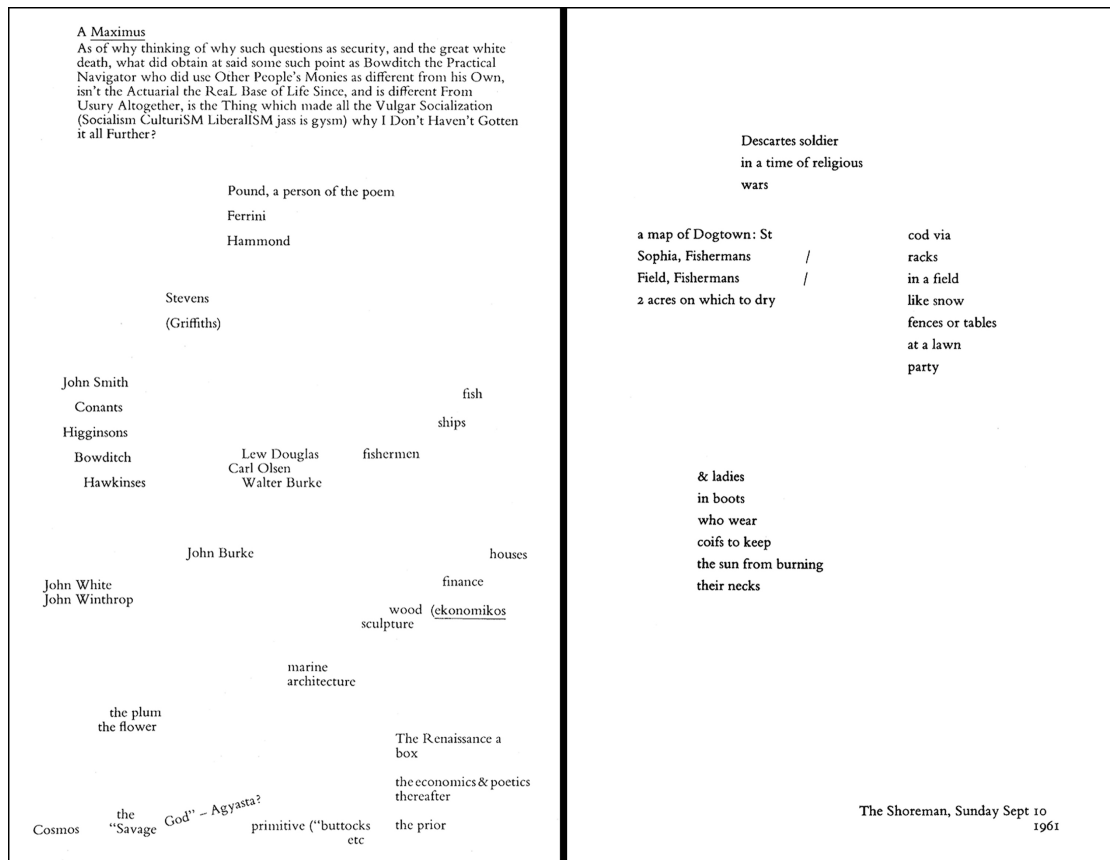 A Maximus
As of why thinking of why such questions as security, and the great white
death, what did obtain at said some such point as Bowditch the Practical
Navigator who did use Other People's Monies as different from his Own,
isn't the Actuarial the ReaL Base of Life Since, and is different From
Usury Altogether, is the Thing which made all the Vulgar Socialization
(Socialism CulturiSM LiberalISM jass is gysm) why I Don't Haven't Gotten
it all Further?
Pound, a person of the poem
Ferrini
Hammond
Stevens
(Griffiths)
John Smith
fish
Conants
ships
Higginsons
Bowditch
Lew Douglas
fishermen
Carl Olsen
Hawkinses
Walter Burke
John Burke
houses
John White
finance
John Winthrop
wood (ekonomikos
sculpture
marine
architecture
the plum
the flower
The Renaissance a
box
the economics & poetics
thereafter
Cosmos
the
"Savage God" – Agyasta?
primitive ("buttocks
etc
the prior
Descartes soldier
in a time of religious
wars
a map of Dogtown: St
Sophia, Fishermans /
Field, Fishermans /
2 acres on which to dry
cod via
racks
in a field
like snow
fences or tables
at a lawn
party
& ladies
in boots
who wear
coifs to keep
the sun from burning
their necks
The Shoreman, Sunday Sept 10
1961